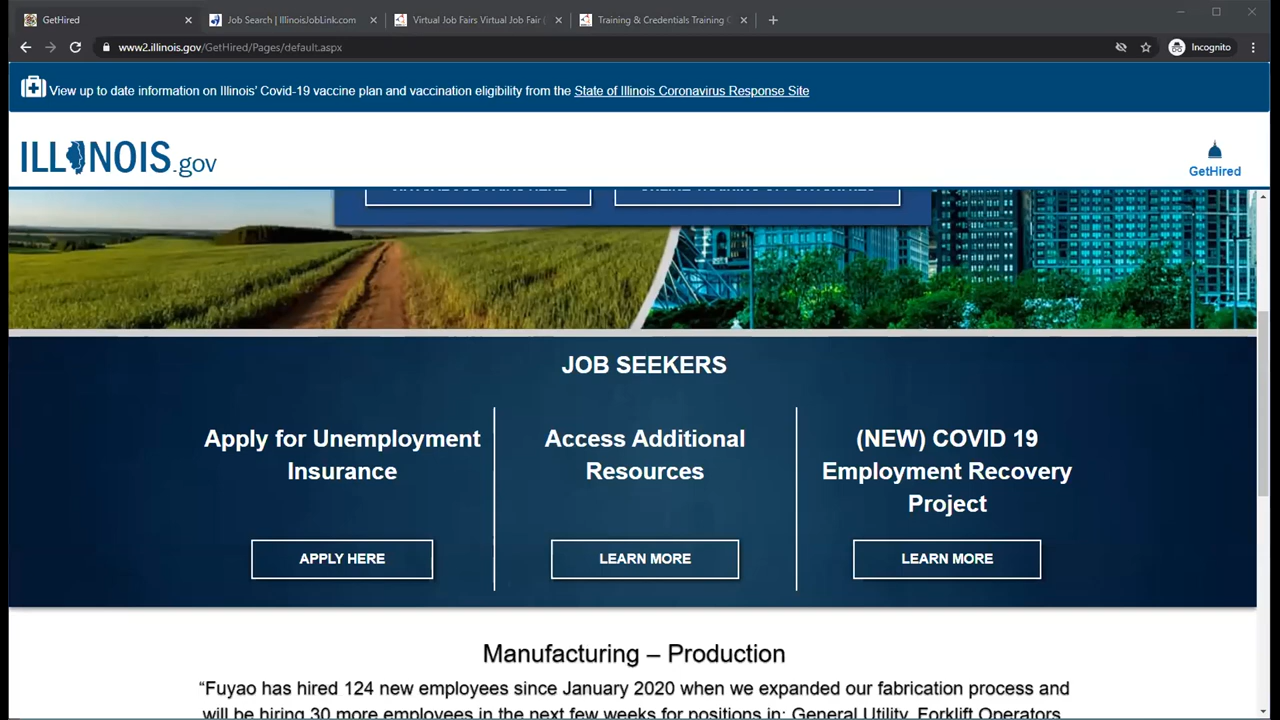 GetHired
Job Search | IllinoisJobLink.com
Virtual Job Fairs Virtual Job Fair (
Training & Credentials Training
www2.illinois.gov/GetHired/Pages/default.aspx
Incognito
View up to date information on Illinois' Covid-19 vaccine plan and vaccination eligibility from the State of Illinois Coronavirus Response Site
ILLINOIS.gov
GetHired
JOB SEEKERS
Apply for Unemployment
Insurance
APPLY HERE
Access Additional
Resources
LEARN MORE
(NEW) COVID 19
Employment Recovery
Project
LEARN MORE
Manufacturing – Production
“Fuyao has hired 124 new employees since January 2020 when we expanded our fabrication process and
will be hiring 30 more employees in the next few weeks for positions in: General Utility, Forklift Operators,